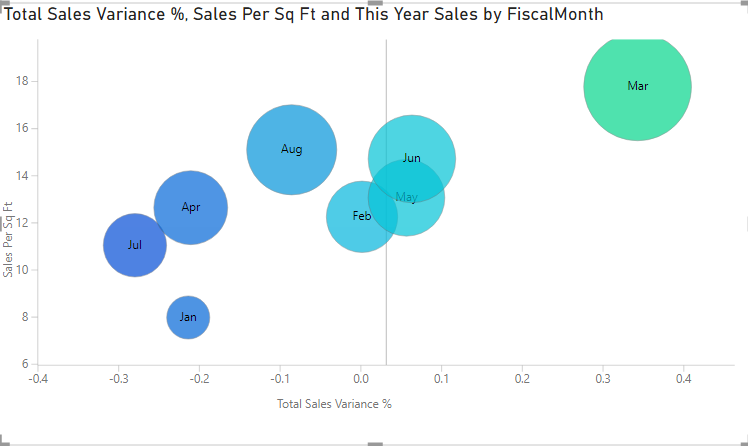 Total Sales Variance %, Sales Per Sq Ft and This Year Sales by FiscalMonth
18
16
14
12
10
8
6
Sales Per Sq Ft
Mar
Aug
Jun
May
Apr
Feb
Jul
Jan
-0.4 -0.3 -0.2 -0.1 0.0 0.1 0.2 0.3 0.4
Total Sales Variance %